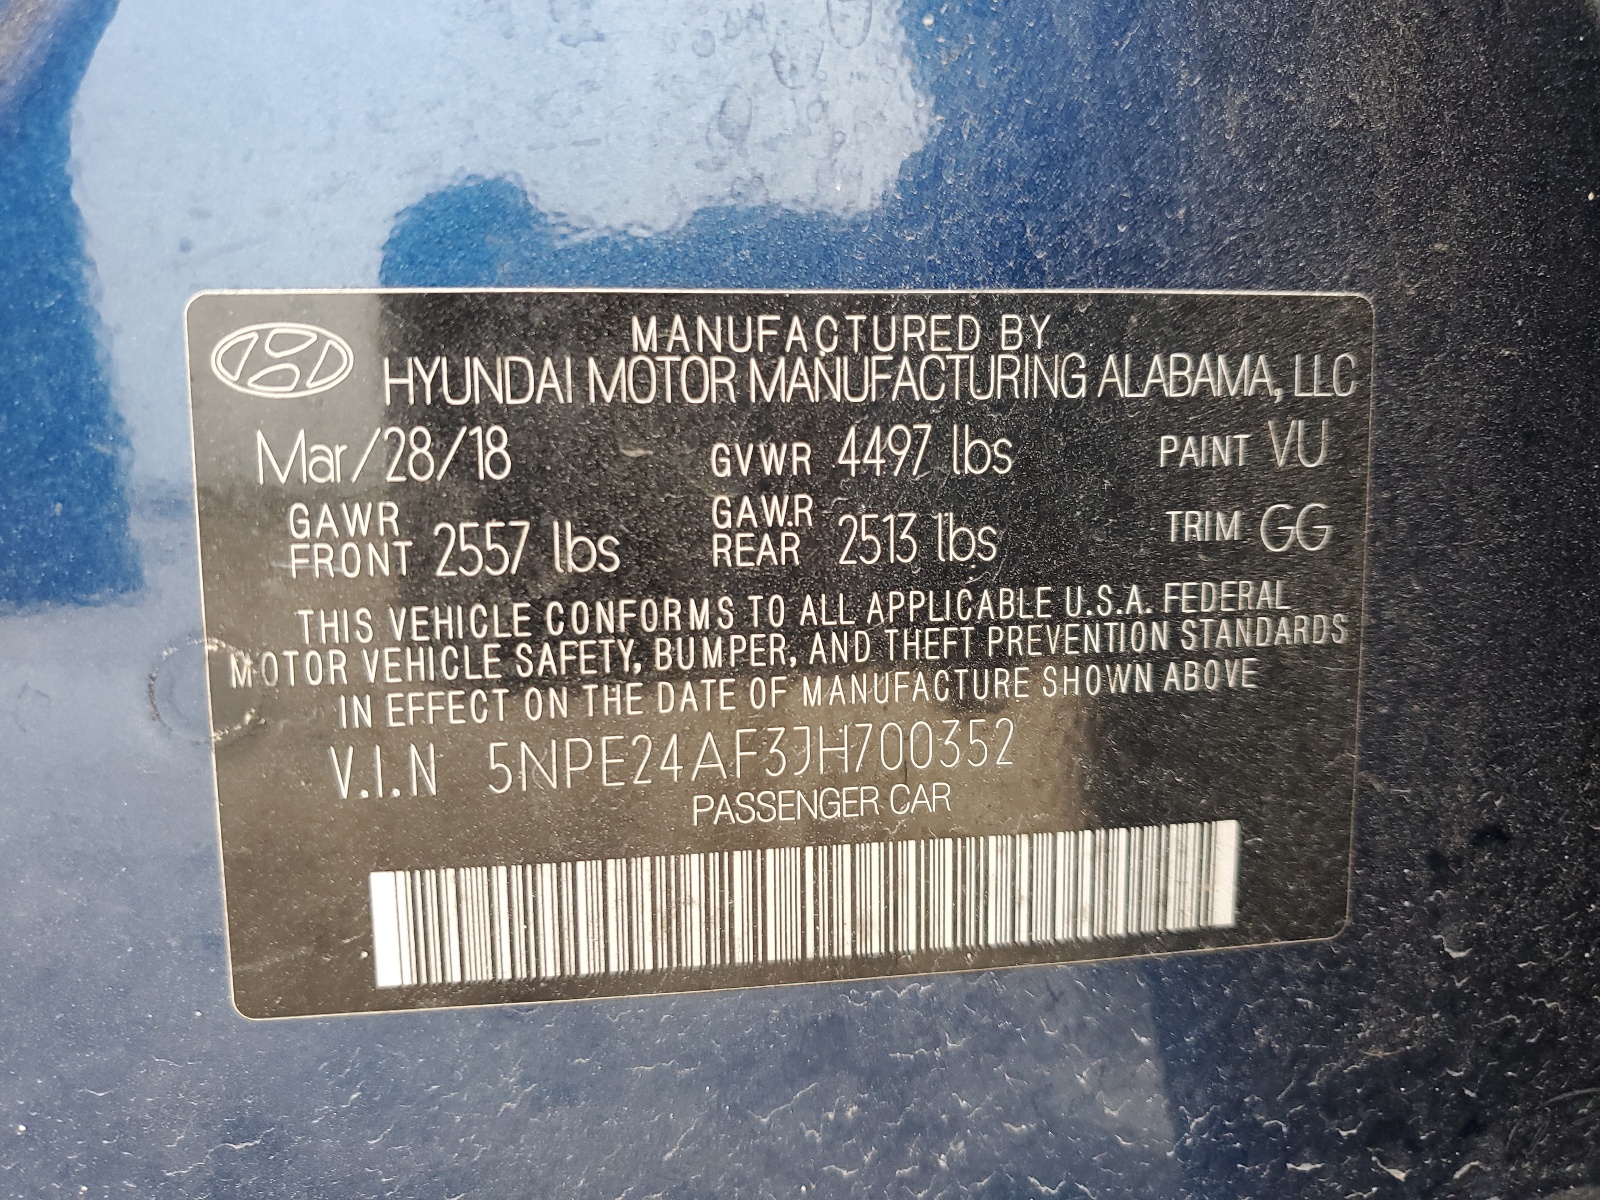 MANUFACTURED BY
HYUNDAI MOTOR MANUFACTURING ALABAMA, LLC
Mar/28/18 GVWR 4497 lbs PAINT VU
GAWR FRONT 2557 lbs GAW.R REAR 2513 lbs TRIM GG
THIS VEHICLE CONFORMS TO ALL APPLICABLE U.S.A. FEDERAL
MOTOR VEHICLE SAFETY, BUMPER, AND THEFT PREVENTION STANDARDS
IN EFFECT ON THE DATE OF MANUFACTURE SHOWN ABOVE
V.I.N 5NPE24AF3JH700352
PASSENGER CAR